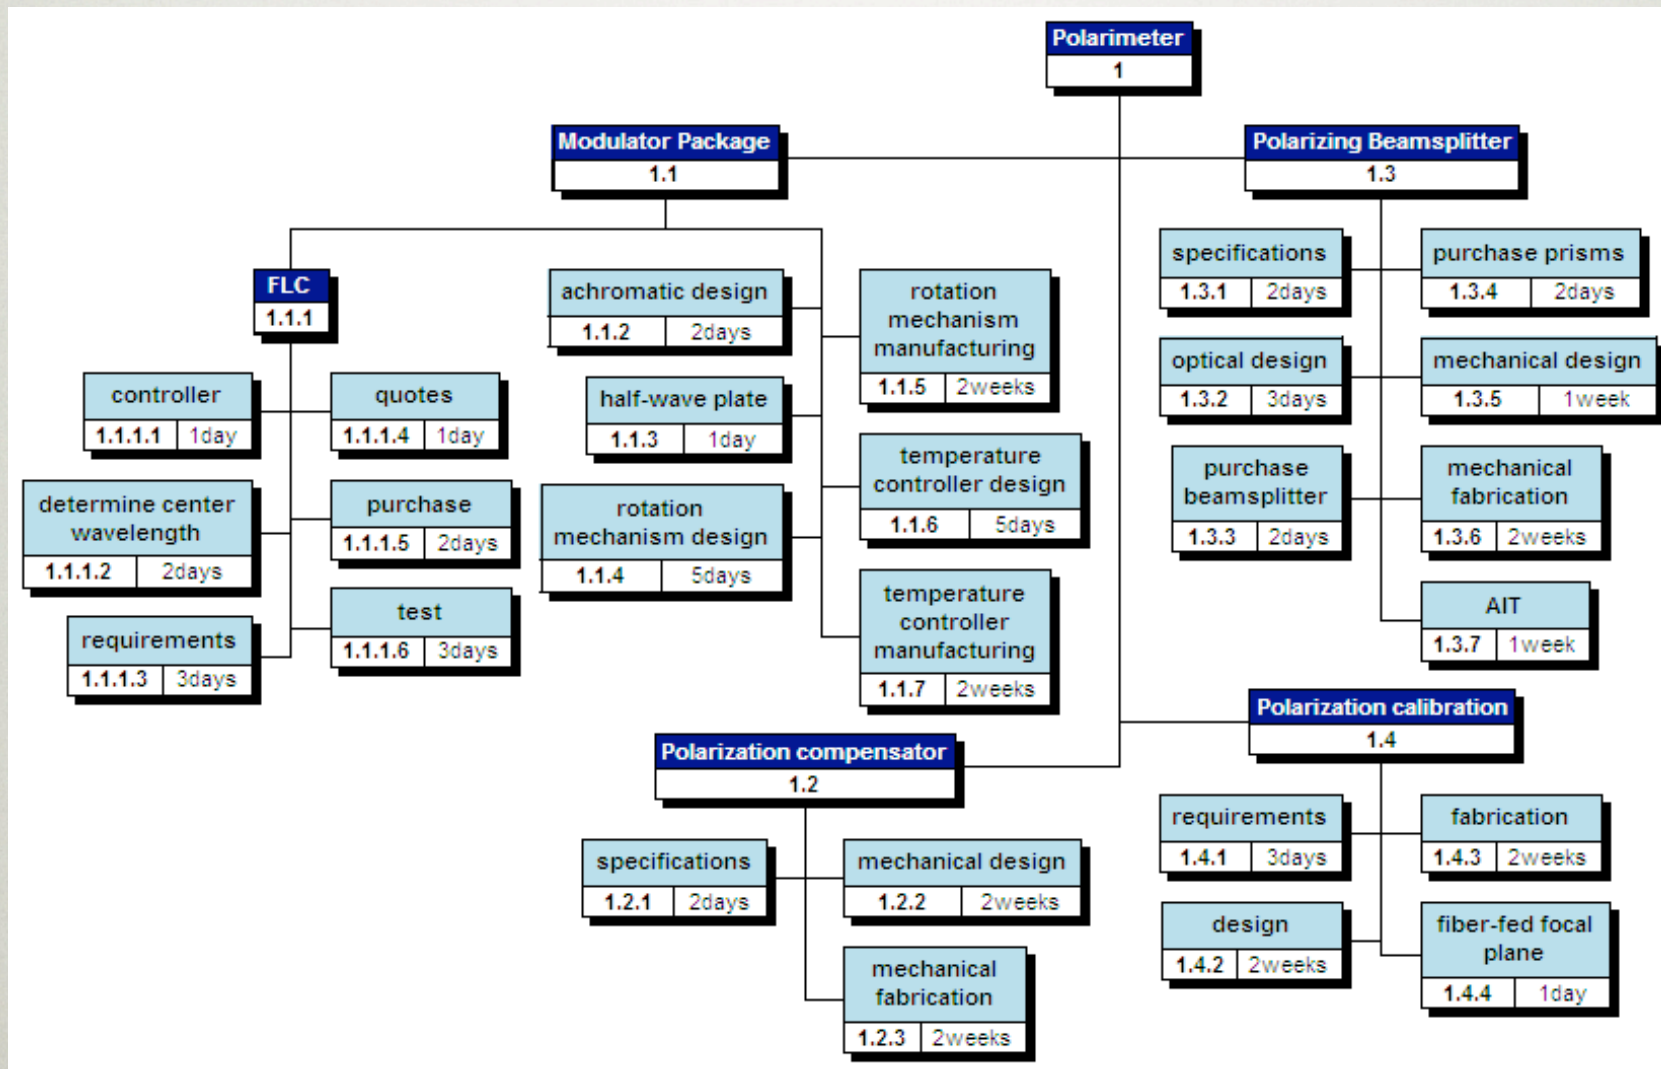 Polarimeter
1
Modulator Package
1.1
Polarizing Beamsplitter
1.3
FLC
1.1.1
controller
1.1.1.1 1day
quotes
1.1.1.4 1day
determine center
wavelength
1.1.1.2 2days
purchase
1.1.1.5 2days
requirements
1.1.1.3 3days
test
1.1.1.6 3days
achromatic design
1.1.2 2days
half-wave plate
1.1.3 1day
rotation
mechanism design
1.1.4 5days
rotation
mechanism
manufacturing
1.1.5 2weeks
temperature
controller design
1.1.6 5days
temperature
controller
manufacturing
1.1.7 2weeks
specifications
1.3.1 2days
purchase prisms
1.3.4 2days
optical design
1.3.2 3days
mechanical design
1.3.5 1week
purchase
beamsplitter
1.3.3 2days
mechanical
fabrication
1.3.6 2weeks
AIT
1.3.7 1week
Polarization compensator
1.2
specifications
1.2.1 2days
mechanical design
1.2.2 2weeks
mechanical
fabrication
1.2.3 2weeks
Polarization calibration
1.4
requirements
1.4.1 3days
fabrication
1.4.3 2weeks
design
1.4.2 2weeks
fiber-fed focal
plane
1.4.4 1day